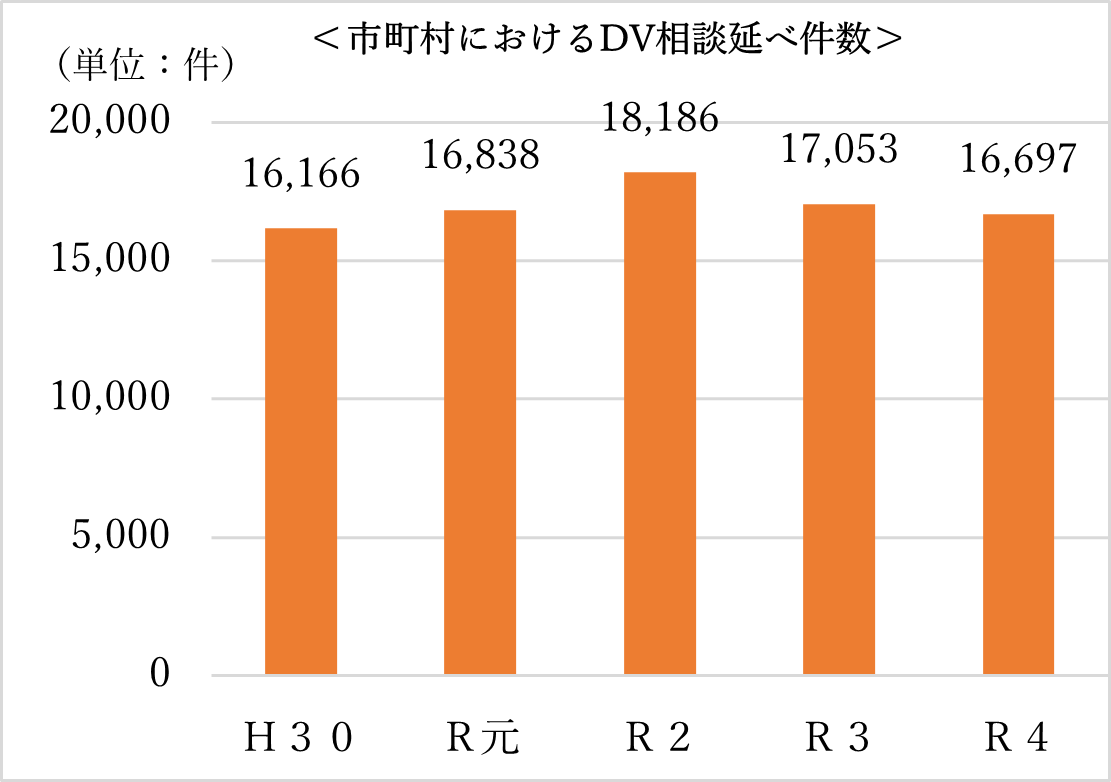 ＜市町村におけるDV相談延べ件数＞
（単位：件）
20,000
15,000
10,000
5,000
0
16,166
16,838
18,186
17,053
16,697
Ｈ３０
Ｒ元
Ｒ２
Ｒ３
Ｒ４